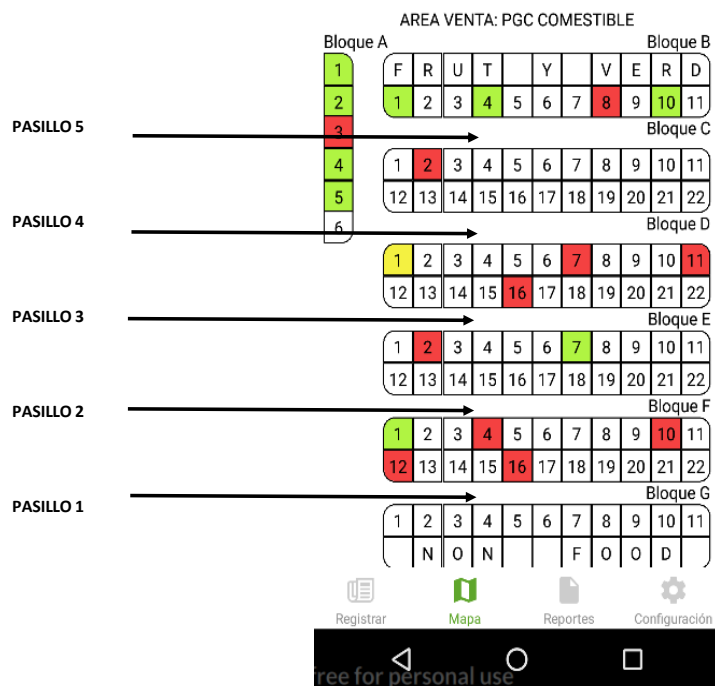 AREA VENTA: PGC COMESTIBLE
Bloque A
Bloque B
1
F R U T Y V E R D
2
1 2 3 4 5 6 7 8 9 10 11
PASILLO 5
3
Bloque C
4
1 2 3 4 5 6 7 8 9 10 11
5
12 13 14 15 16 17 18 19 20 21 22
PASILLO 4
6
Bloque D
1 2 3 4 5 6 7 8 9 10 11
12 13 14 15 16 17 18 19 20 21 22
PASILLO 3
Bloque E
1 2 3 4 5 6 7 8 9 10 11
12 13 14 15 16 17 18 19 20 21 22
PASILLO 2
Bloque F
1 2 3 4 5 6 7 8 9 10 11
12 13 14 15 16 17 18 19 20 21 22
PASILLO 1
Bloque G
1 2 3 4 5 6 7 8 9 10 11
N O N F O O D
Registrar Mapa Reportes Configuración
free for personal use